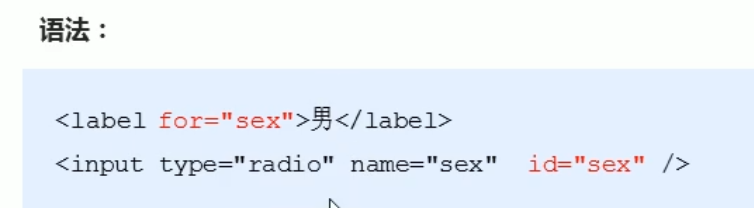 语法：
<label for="sex">男</label>
<input type="radio" name="sex"  id="sex" />